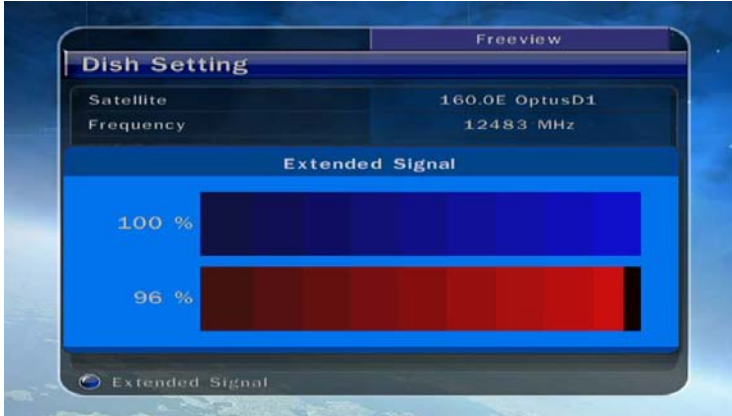 Freeview
Dish Setting
Satellite 160.0E OptusD1
Frequency 12483 MHz
Extended Signal
100 %
96 %
Extended Signal